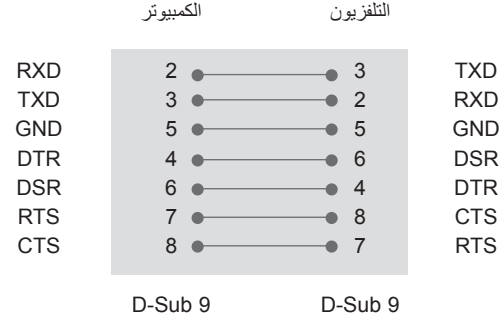 الكمبيوتر التلفزيون
RXD 2 3 TXD
TXD 3 2 RXD
GND 5 5 GND
DTR 4 6 DSR
DSR 6 4 DTR
RTS 7 8 CTS
CTS 8 7 RTS
D-Sub 9 D-Sub 9